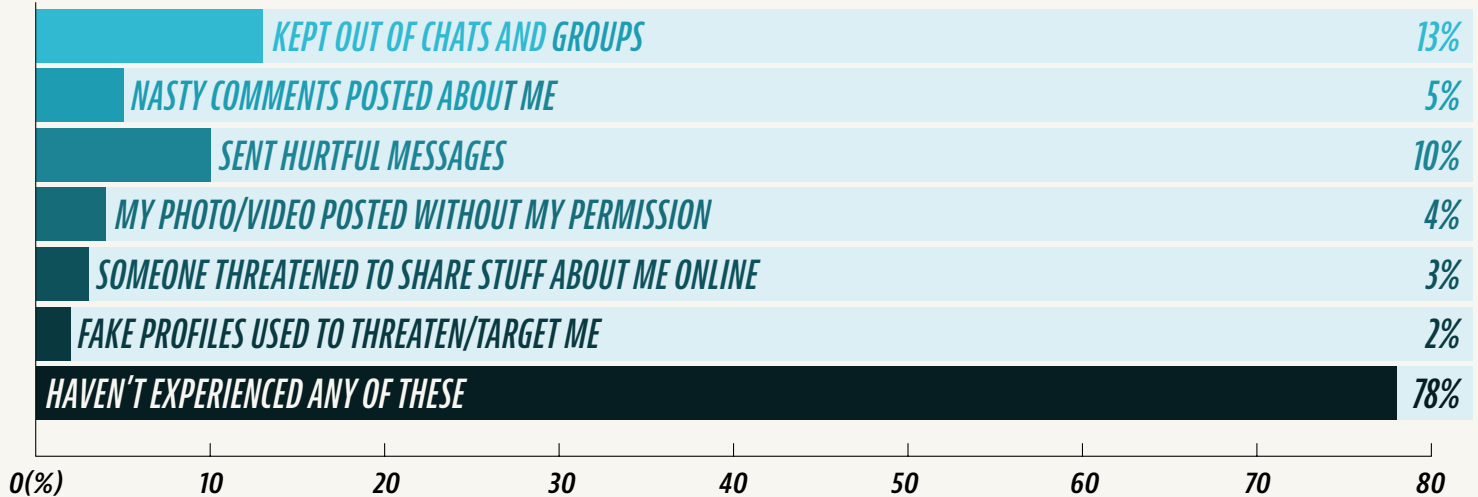 KEPT OUT OF CHATS AND GROUPS 13%
NASTY COMMENTS POSTED ABOUT ME 5%
SENT HURTFUL MESSAGES 10%
MY PHOTO/VIDEO POSTED WITHOUT MY PERMISSION 4%
SOMEONE THREATENED TO SHARE STUFF ABOUT ME ONLINE 3%
FAKE PROFILES USED TO THREATEN/TARGET ME 2%
HAVEN'T EXPERIENCED ANY OF THESE 78%
0(%) 10 20 30 40 50 60 70 80